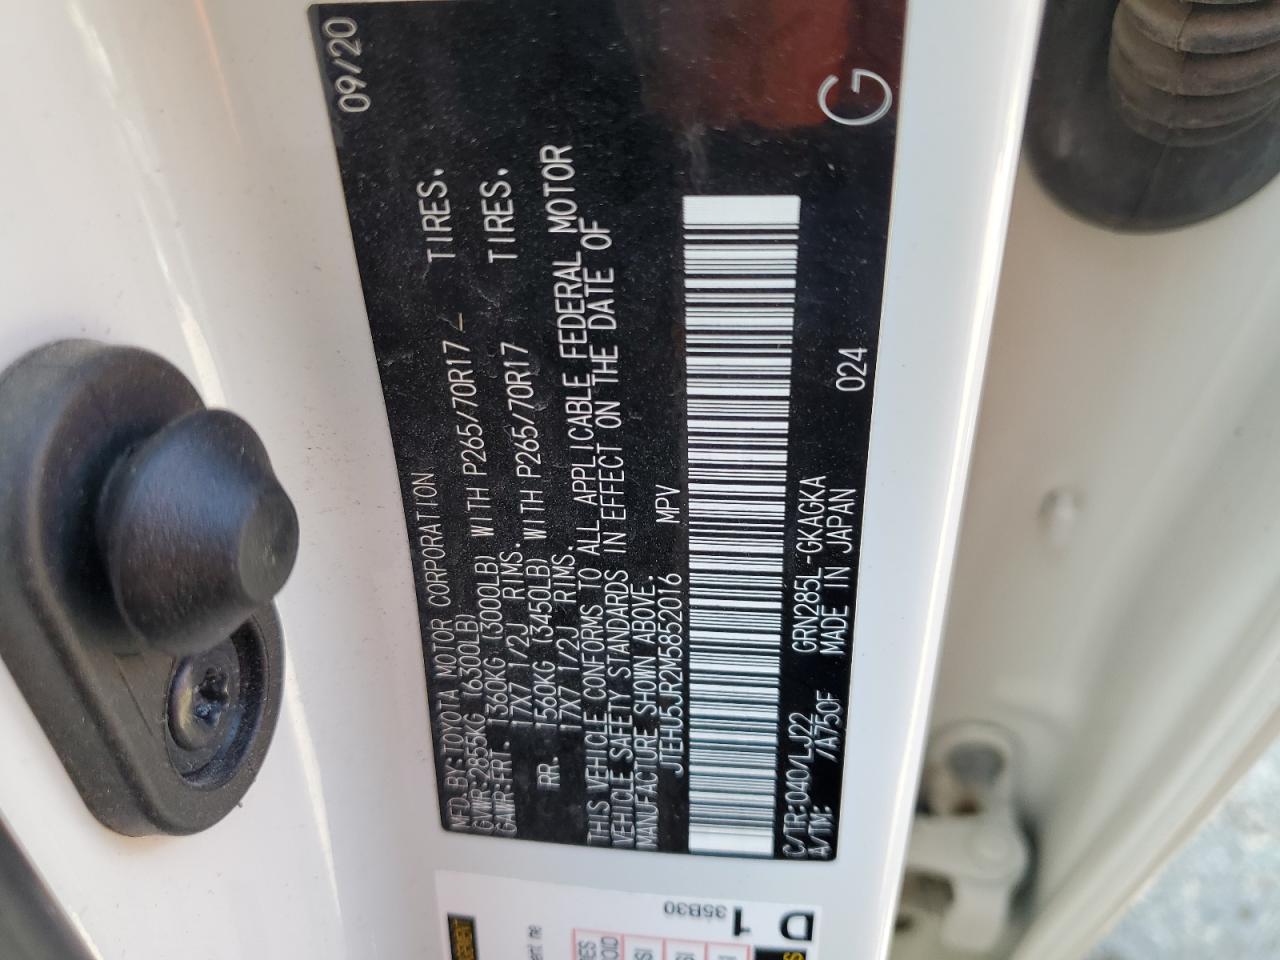 MFD. BY: TOYOTA MOTOR CORPORATION 09/20
GVWR: 2855KG (6300LB)
GAWR: FRT. 1360KG (3000LB) WITH P265/70R17 TIRES.
17X7 1/2J RIMS.
RR. 1560KG (3450LB) WITH P265/70R17 TIRES.
17X7 1/2J RIMS.
THIS VEHICLE CONFORMS TO ALL APPLICABLE FEDERAL MOTOR
VEHICLE SAFETY STANDARDS IN EFFECT ON THE DATE OF
MANUFACTURE SHOWN ABOVE.
JTEHU5JR2M5852016 MPV
C/TR: 040/LJ22 GRN285L-GKAGKA 024
A/TM: /A750F MADE IN JAPAN
G
D
1
35B30